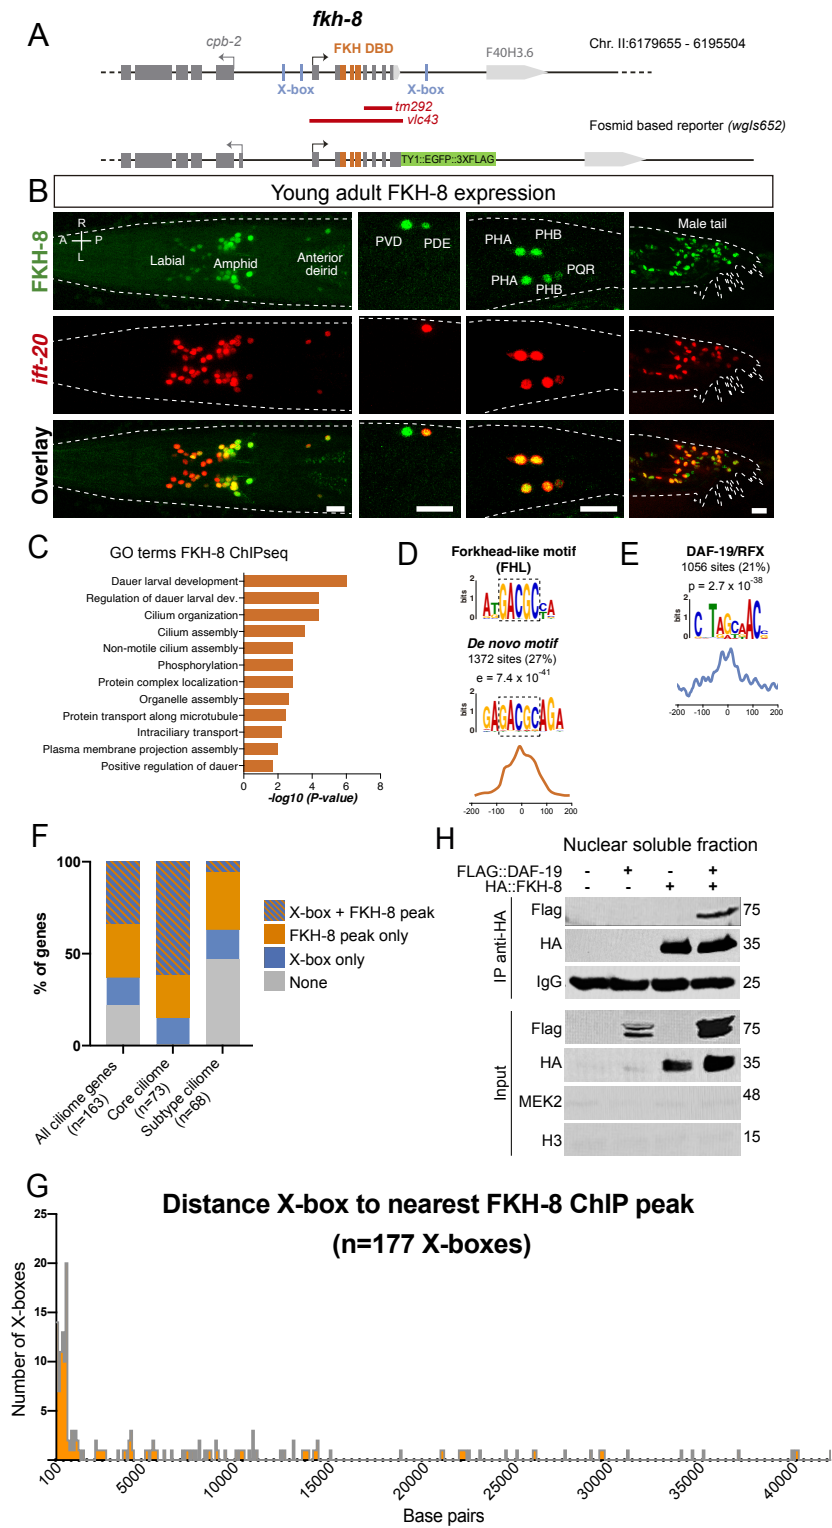 A
fkh-8
cpb-2
FKH DBD
F40H3.6
Chr. II:6179655 - 6195504
X-box
X-box
tm292
vlc43
Fosmid based reporter (wgIs652)
TY1::EGFP::3XFLAG
B
Young adult FKH-8 expression
FKH-8
R
A P
L
Labial
Amphid
Anterior
deirid
PVD
PDE
PHA
PHB
PQR
PHA
PHB
Male tail
ift-20
Overlay
C
GO terms FKH-8 ChIPseq
Dauer larval development
Regulation of dauer larval dev.
Cilium organization
Cilium assembly
Non-motile cilium assembly
Phosphorylation
Protein complex localization
Organelle assembly
Protein transport along microtubule
Intraciliary transport
Plasma membrane projection assembly
Positive regulation of dauer
0 2 4 6 8
-log10 (P-value)
D
Forkhead-like motif
(FHL)
2
1
0
bits
ATGACGCCA
De novo motif
1372 sites (27%)
e = 7.4 x 10-41
2
1
0
bits
GAGACGCAGA
-200 -100 0 100 200
E
DAF-19/RFX
1056 sites (21%)
p = 2.7 x 10-38
2
1
0
bits
-200 -100 0 100 200
F
100
50
0
% of genes
X-box + FKH-8 peak
FKH-8 peak only
X-box only
None
All ciliome genes
(n=163)
Core ciliome
(n=73)
Subtype ciliome
(n=68)
H
Nuclear soluble fraction
FLAG::DAF-19 - + - +
HA::FKH-8 - - + +
IP anti-HA
Flag 75
HA 35
IgG 25
Input
Flag 75
HA 35
MEK2 48
H3 15
G
Distance X-box to nearest FKH-8 ChIP peak
(n=177 X-boxes)
25
20
15
10
5
Number of X-boxes
100 5000 10000 15000 20000 25000 30000 35000 40000
Base pairs